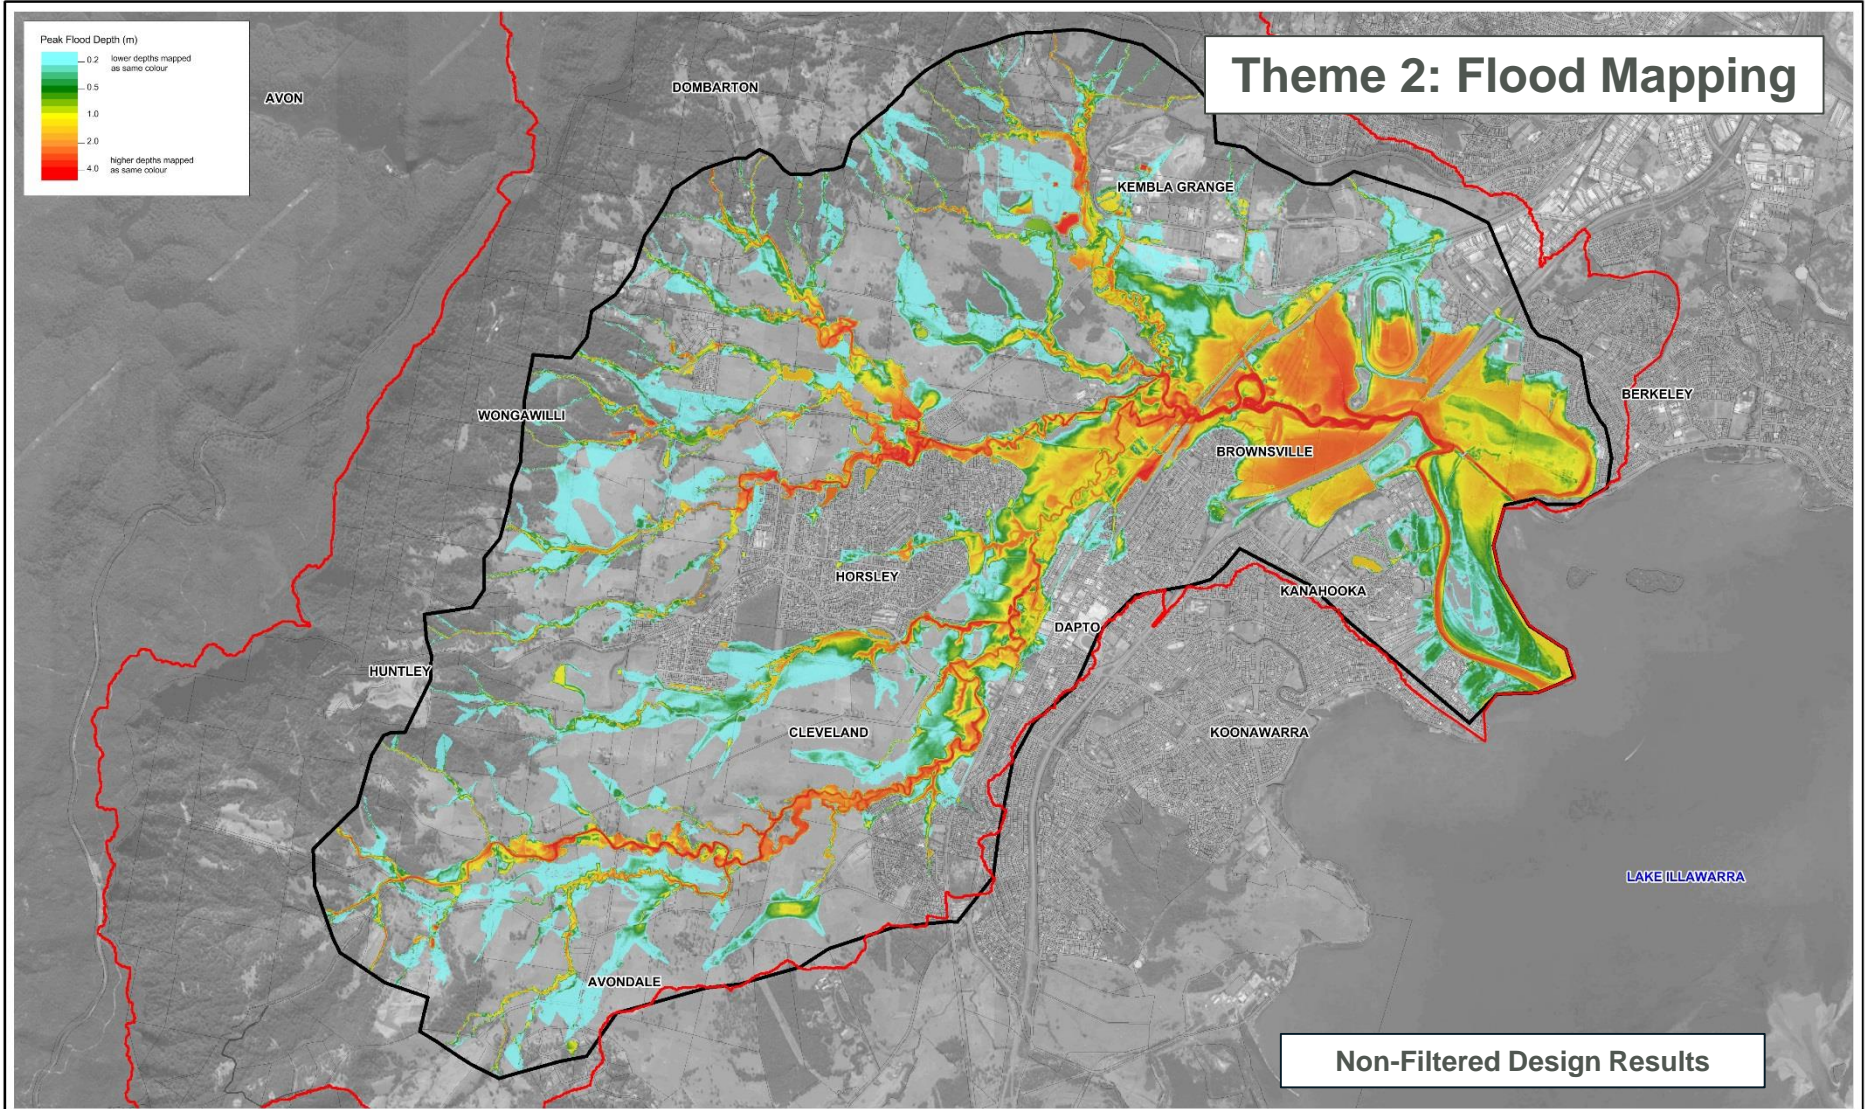 Theme 2: Flood Mapping
Peak Flood Depth (m)
0.2 lower depths mapped
as same colour
0.5
1.0
2.0
higher depths mapped
4.0 as same colour
AVON
DOMBARTON
KEMBLA GRANGE
BERKELEY
WONGAWILLI
BROWNSVILLE
HORSLEY
KANAHOOKA
DAPTO
HUNTLEY
CLEVELAND
KOONAWARRA
LAKE ILLAWARRA
AVONDALE
Non-Filtered Design Results